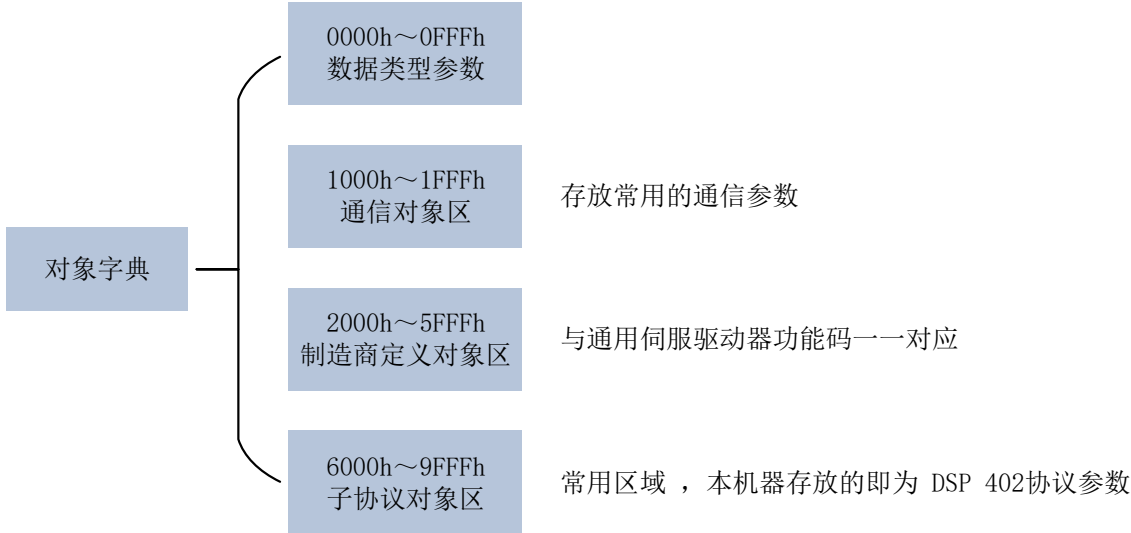 0000h～0FFFh
数据类型参数
1000h～1FFFh
通信对象区
存放常用的通信参数
对象字典
2000h～5FFFh
制造商定义对象区
与通用伺服驱动器功能码一一对应
6000h～9FFFh
子协议对象区
常用区域 ，本机器存放的即为 DSP 402协议参数